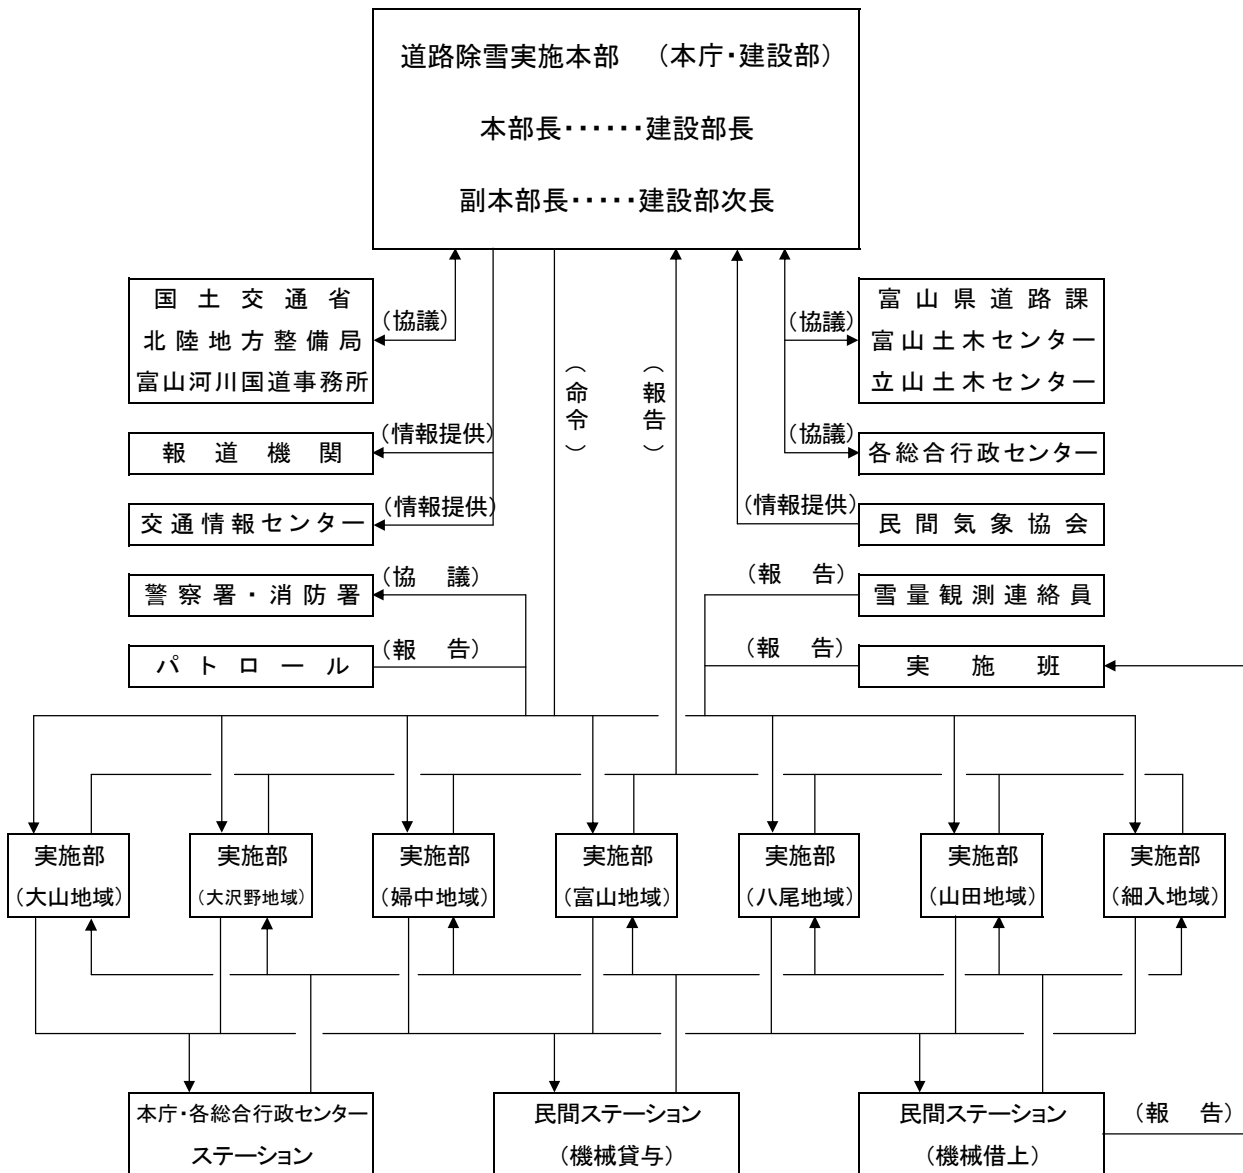 道路除雪実施本部 （本庁・建設部）
本部長・・・・・・建設部長
副本部長・・・・・建設部次長
国土交通省
北陸地方整備局
富山河川国道事務所
（協議）
（協議）
富山県道路課
富山土木センター
立山土木センター
（命令）
（報告）
報道機関
（情報提供）
（協議）
各総合行政センター
交通情報センター
（情報提供）
（情報提供）
民間気象協会
警察署・消防署
（協 議）
（報 告）
雪量観測連絡員
パトロール
（報 告）
（報 告）
実施班
実施部
（大山地域）
実施部
（大沢野地域）
実施部
（婦中地域）
実施部
（富山地域）
実施部
（八尾地域）
実施部
（山田地域）
実施部
（細入地域）
本庁・各総合行政センター
ステーション
民間ステーション
（機械貸与）
民間ステーション
（機械借上）
（報 告）